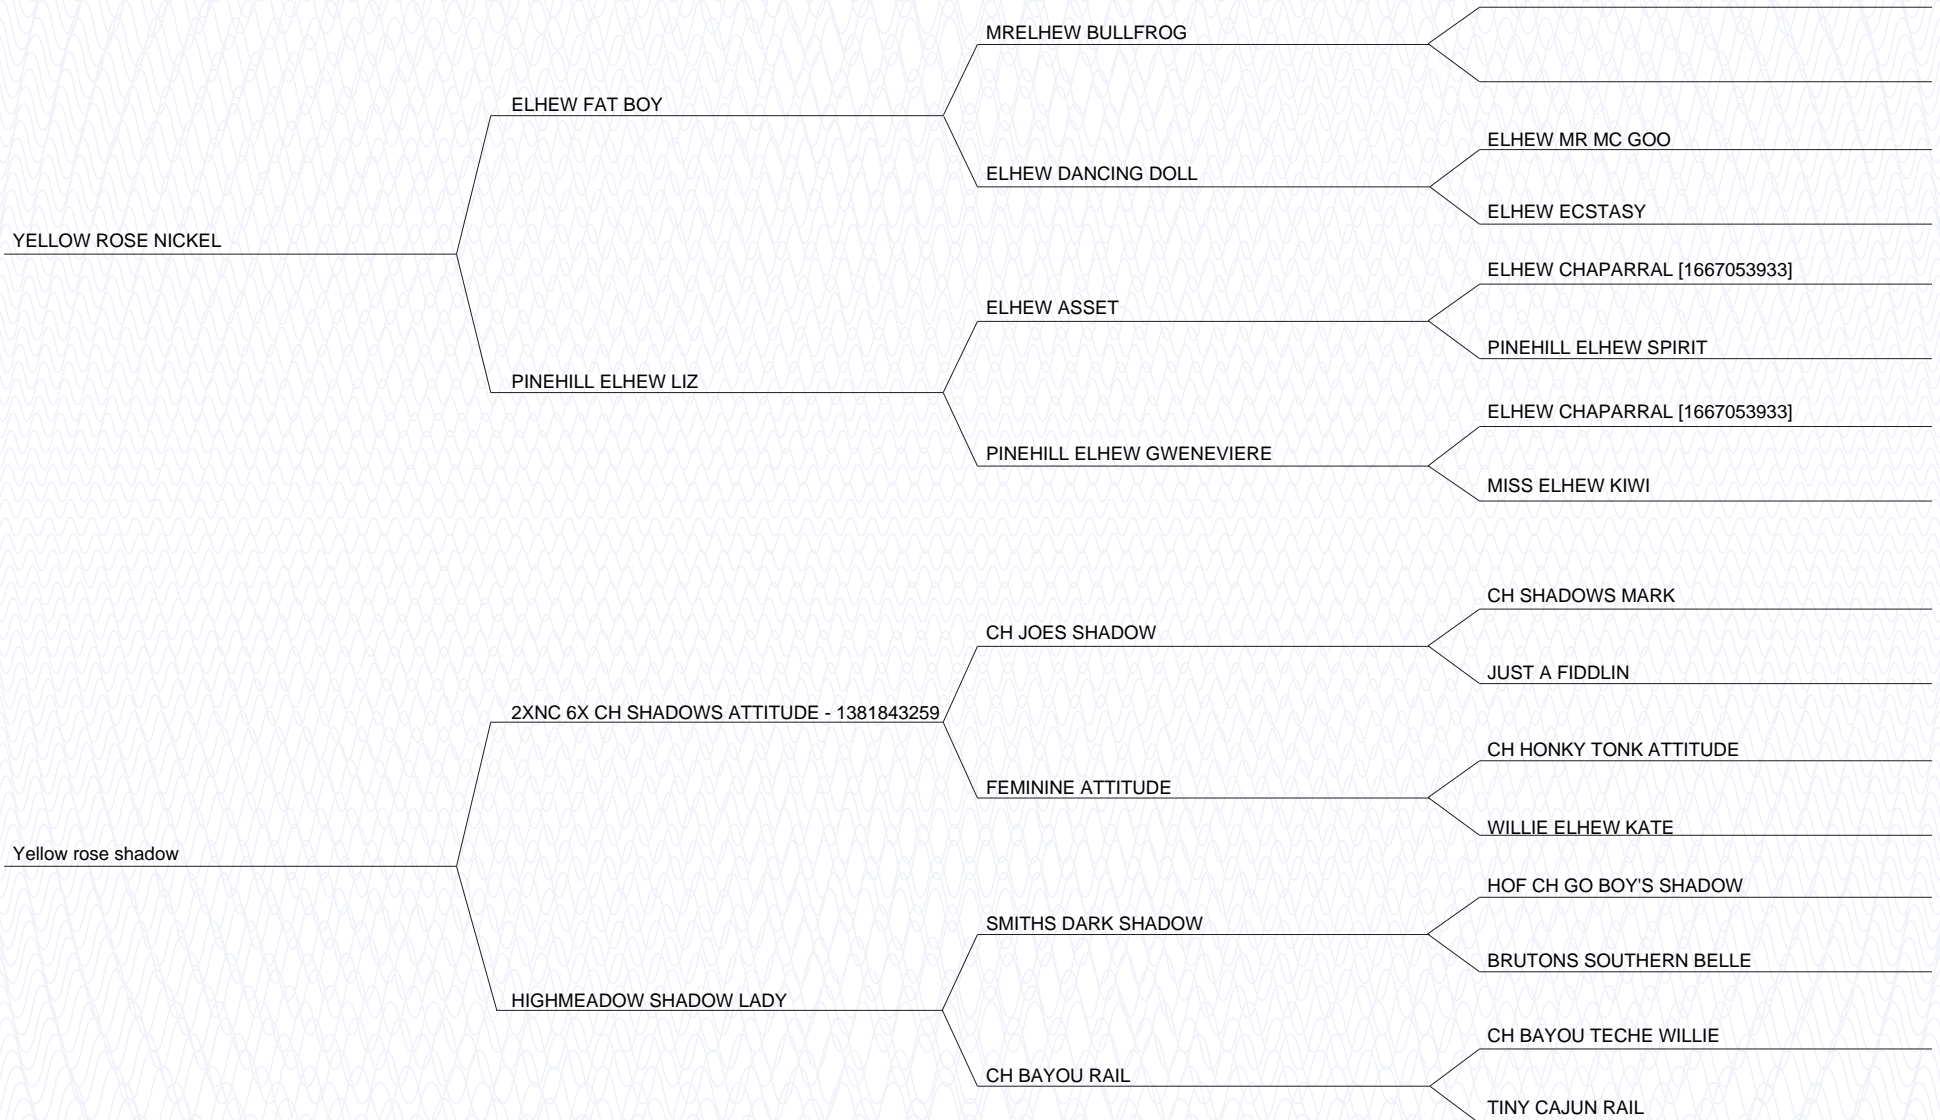 MRELHEW BULLFROG
ELHEW FAT BOY
ELHEW MR MC GOO
ELHEW DANCING DOLL
ELHEW ECSTASY
YELLOW ROSE NICKEL
ELHEW CHAPARRAL [1667053933]
ELHEW ASSET
PINEHILL ELHEW SPIRIT
PINEHILL ELHEW LIZ
ELHEW CHAPARRAL [1667053933]
PINEHILL ELHEW GWENEVIERE
MISS ELHEW KIWI
CH SHADOWS MARK
CH JOES SHADOW
JUST A FIDDLIN
2XNC 6X CH SHADOWS ATTITUDE - 1381843259
CH HONKY TONK ATTITUDE
FEMININE ATTITUDE
WILLIE ELHEW KATE
Yellow rose shadow
HOF CH GO BOY'S SHADOW
SMITHS DARK SHADOW
BRUTONS SOUTHERN BELLE
HIGHMEADOW SHADOW LADY
CH BAYOU TECHE WILLIE
CH BAYOU RAIL
TINY CAJUN RAIL